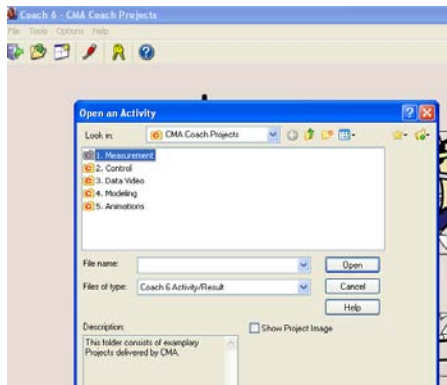 Coach 6 - CMA Coach Projects
File Tools Options Help
Open an Activity
Look in: CMA Coach Projects
1. Measurement
2. Control
3. Data Video
4. Modeling
5. Animations
File name: Open
Files of type: Coach 6 Activity/Result Cancel
Help
Description: Show Project Image
This folder consists of examplary
Projects delivered by CMA.